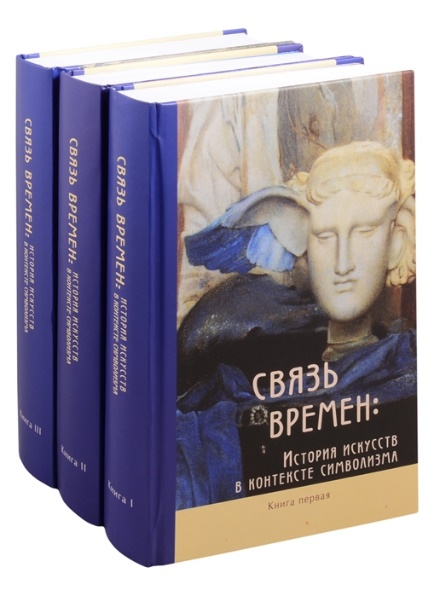 СВЯЗЬ ВРЕМЕН:
ИСТОРИЯ ИСКУССТВ
В КОНТЕКСТЕ СИМВОЛИЗМА
Книга III
СВЯЗЬ ВРЕМЕН:
ИСТОРИЯ ИСКУССТВ
В КОНТЕКСТЕ СИМВОЛИЗМА
Книга II
СВЯЗЬ ВРЕМЕН:
ИСТОРИЯ ИСКУССТВ
В КОНТЕКСТЕ СИМВОЛИЗМА
Книга I
СВЯЗЬ
ВРЕМЕН:
ИСТОРИЯ ИСКУССТВ
В КОНТЕКСТЕ СИМВОЛИЗМА
Книга первая